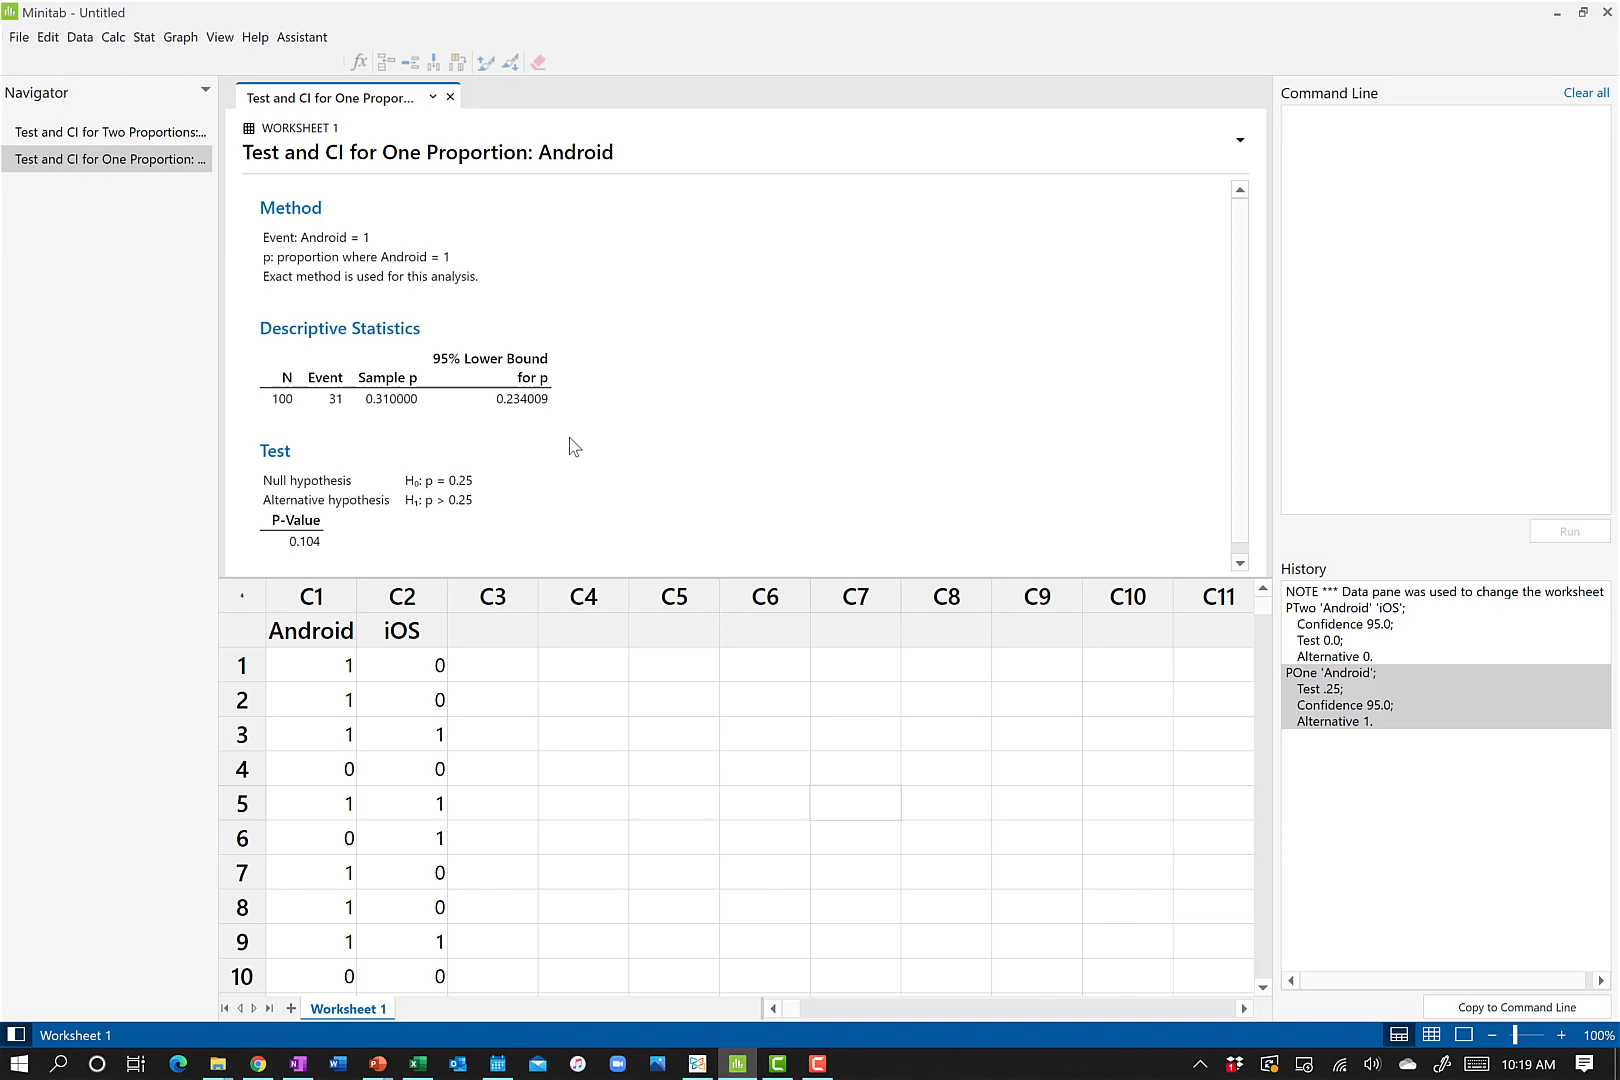 Minitab - Untitled
File Edit Data Calc Stat Graph View Help Assistant
fx
Navigator
Test and CI for Two Proportions:...
Test and CI for One Proportion: ...
Test and CI for One Propor...
WORKSHEET 1
Test and CI for One Proportion: Android
Method
Event: Android = 1
p: proportion where Android = 1
Exact method is used for this analysis.
Descriptive Statistics
95% Lower Bound
N Event Sample p for p
100 31 0.310000 0.234009
Test
Null hypothesis H₀: p = 0.25
Alternative hypothesis H₁: p > 0.25
P-Value
0.104
C1 C2 C3 C4 C5 C6 C7 C8 C9 C10 C11
Android iOS
1 1 0
2 1 0
3 1 1
4 0 0
5 1 1
6 0 1
7 1 0
8 1 0
9 1 1
10 0 0
Worksheet 1
Command Line Clear all
Run
History
NOTE *** Data pane was used to change the worksheet
PTwo 'Android' 'iOS';
Confidence 95.0;
Test 0.0;
Alternative 0.
POne 'Android';
Test .25;
Confidence 95.0;
Alternative 1.
Copy to Command Line
Worksheet 1
100%
10:19 AM